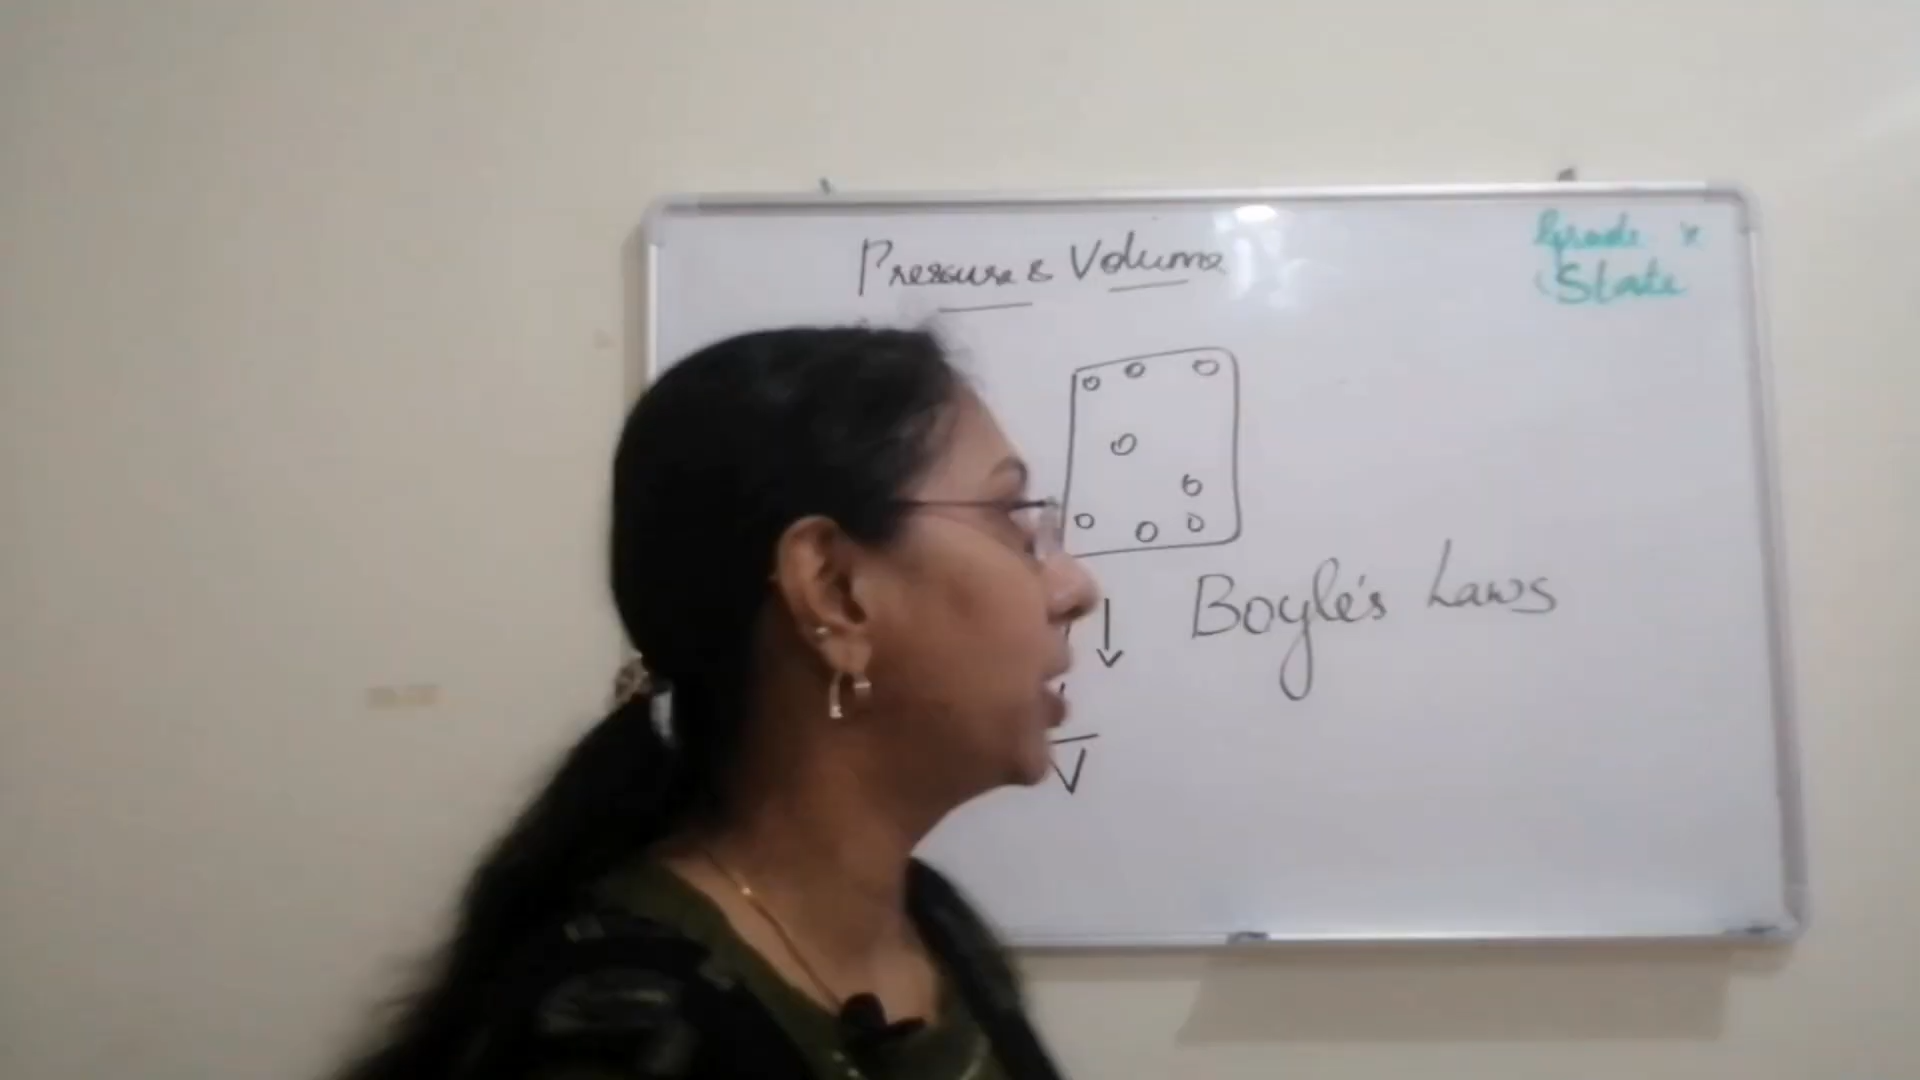 Pressure & Volume
Grade X
State
Boyle's Laws
V